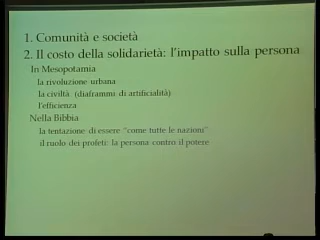 1. Comunità e società
2. Il costo della solidarietà: l'impatto sulla persona
In Mesopotamia
la rivoluzione urbana
la civiltà (diaframmi di artificialità)
l'efficienza
Nella Bibbia
la tentazione di essere "come tutte le nazioni"
il ruolo dei profeti: la persona contro il potere